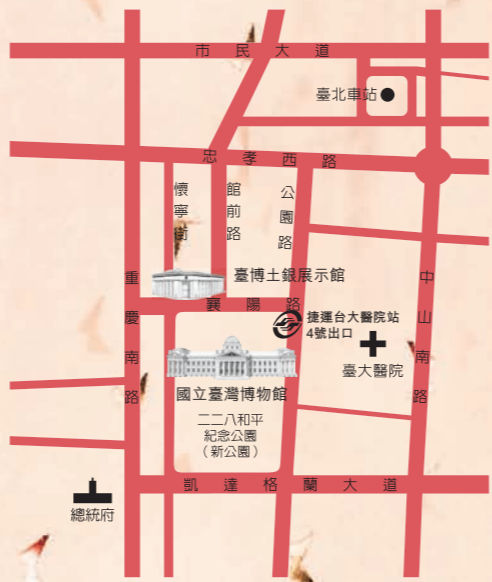 市民大道
臺北車站
忠孝西路
懷寧街
館前路
公園路
臺博土銀展示館
重慶南路
襄陽路
中山南路
捷運台大醫院站
4號出口
臺大醫院
國立臺灣博物館
二二八和平
紀念公園
（新公園）
凱達格蘭大道
總統府